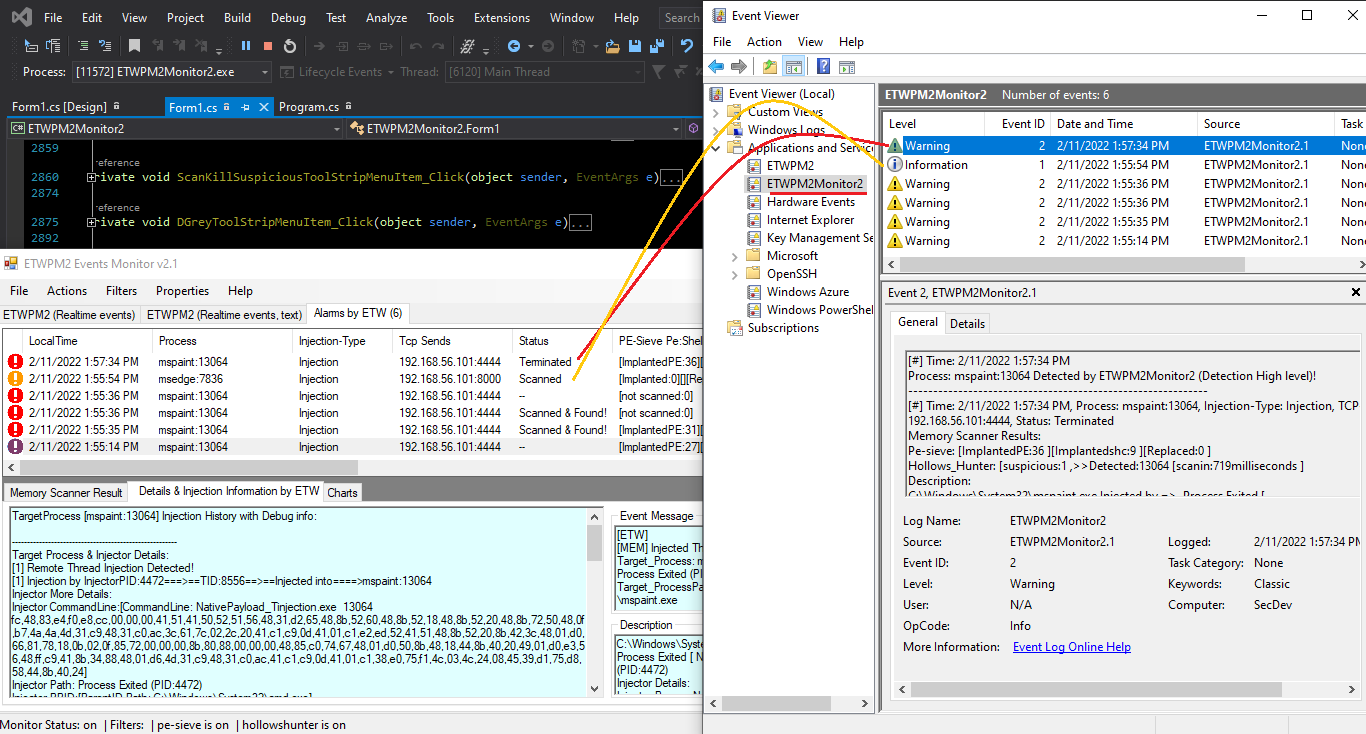 File Edit View Project Build Debug Test Analyze Tools Extensions Window Help Search
Process: [11572] ETWPM2Monitor2.exe Lifecycle Events Thread: [6120] Main Thread
Form1.cs [Design] Form1.cs Program.cs
C# ETWPM2Monitor2 ETWPM2Monitor2.Form1
2859
reference
2860 rivate void ScanKillSuspiciousToolStripMenuItem_Click(object sender, EventArgs e)...
2874
reference
2875 rivate void DGreyToolStripMenuItem_Click(object sender, EventArgs e)...
2892
ETWPM2 Events Monitor v2.1
File Actions Filters Properties Help
ETWPM2 (Realtime events) ETWPM2 (Realtime events, text) Alarms by ETW (6)
LocalTime Process Injection-Type Tcp Sends Status PE-Sieve Pe:Shel
2/11/2022 1:57:34 PM mspaint:13064 Injection 192.168.56.101:4444 Terminated [ImplantedPE:36][
2/11/2022 1:55:54 PM msedge:7836 Injection 192.168.56.101:8000 Scanned [Implanted:0][][Re
2/11/2022 1:55:36 PM mspaint:13064 Injection 192.168.56.101:4444 -- [not scanned:0]
2/11/2022 1:55:36 PM mspaint:13064 Injection 192.168.56.101:4444 Scanned & Found! [not scanned:0]
2/11/2022 1:55:35 PM mspaint:13064 Injection 192.168.56.101:4444 Scanned & Found! [ImplantedPE:31][
2/11/2022 1:55:14 PM mspaint:13064 Injection 192.168.56.101:4444 -- [ImplantedPE:27][
Memory Scanner Result Details & Injection Information by ETW Charts
TargetProcess [mspaint:13064] Injection History with Debug info:
-----------------------------------------------
Target Process & Injector Details:
[1] Remote Thread Injection Detected!
[1] Injection by InjectorPID:4472===>==TID:8556==>==Injected into====>mspaint:13064
Injector More Details:
Injector CommandLine:[CommandLine: NativePayload_Tinjection.exe 13064
fc,48,83,e4,f0,e8,cc,00,00,00,41,51,41,50,52,51,56,48,31,d2,65,48,8b,52,60,48,8b,52,18,48,8b,52,20,48,8b,72,50,48,0f
,b7,4a,4a,4d,31,c9,48,31,c0,ac,3c,61,7c,02,2c,20,41,c1,c9,0d,41,01,c1,e2,ed,52,41,51,48,8b,52,20,8b,42,3c,48,01,d0,
66,81,78,18,0b,02,0f,85,72,00,00,00,8b,80,88,00,00,00,48,85,c0,74,67,48,01,d0,50,8b,48,18,44,8b,40,20,49,01,d0,e3,5
6,48,ff,c9,41,8b,34,88,48,01,d6,4d,31,c9,48,31,c0,ac,41,c1,c9,0d,41,01,c1,38,e0,75,f1,4c,03,4c,24,08,45,39,d1,75,d8,
58,44,8b,40,24]
Injector Path: Process Exited (PID:4472)
Injector PPID:[ParentID Path: C:\Windows\System32\cmd.exe]
Event Message
[ETW]
[MEM] Injected Th
Target_Process: m
Process Exited (PI
Target_ProcessPa
\mspaint.exe
Description
C:\Windows\Syste
Process Exited [ N
(PID:4472)
Injector Details:
Monitor Status: on | Filters: | pe-sieve is on | hollowshunter is on
Event Viewer
File Action View Help
Event Viewer (Local)
Custom Views
Windows Logs
Applications and Servic
ETWPM2
ETWPM2Monitor2
Hardware Events
Internet Explorer
Key Management Se
Microsoft
OpenSSH
Windows Azure
Windows PowerShel
Subscriptions
ETWPM2Monitor2 Number of events: 6
Level Event ID Date and Time Source Task
Warning 2 2/11/2022 1:57:34 PM ETWPM2Monitor2.1 None
Information 1 2/11/2022 1:55:54 PM ETWPM2Monitor2.1 None
Warning 2 2/11/2022 1:55:36 PM ETWPM2Monitor2.1 None
Warning 2 2/11/2022 1:55:36 PM ETWPM2Monitor2.1 None
Warning 2 2/11/2022 1:55:35 PM ETWPM2Monitor2.1 None
Warning 2 2/11/2022 1:55:14 PM ETWPM2Monitor2.1 None
Event 2, ETWPM2Monitor2.1
General Details
[#] Time: 2/11/2022 1:57:34 PM
Process: mspaint:13064 Detected by ETWPM2Monitor2 (Detection High level)!
-----------------------------------------------
[#] Time: 2/11/2022 1:57:34 PM, Process: mspaint:13064, Injection-Type: Injection, TCP
192.168.56.101:4444, Status: Terminated
Memory Scanner Results:
Pe-sieve: [ImplantedPE:36 ][Implantedshc:9 ][Replaced:0 ]
Hollows_Hunter: [suspicious:1 ,>>Detected:13064 [scanin:719milliseconds ]
Description:
C:\Windows\System32\mspaint.exe Injected by => Process Exited [
Log Name: ETWPM2Monitor2
Source: ETWPM2Monitor2.1 Logged: 2/11/2022 1:57:34 PM
Event ID: 2 Task Category: None
Level: Warning Keywords: Classic
User: N/A Computer: SecDev
OpCode: Info
More Information: Event Log Online Help